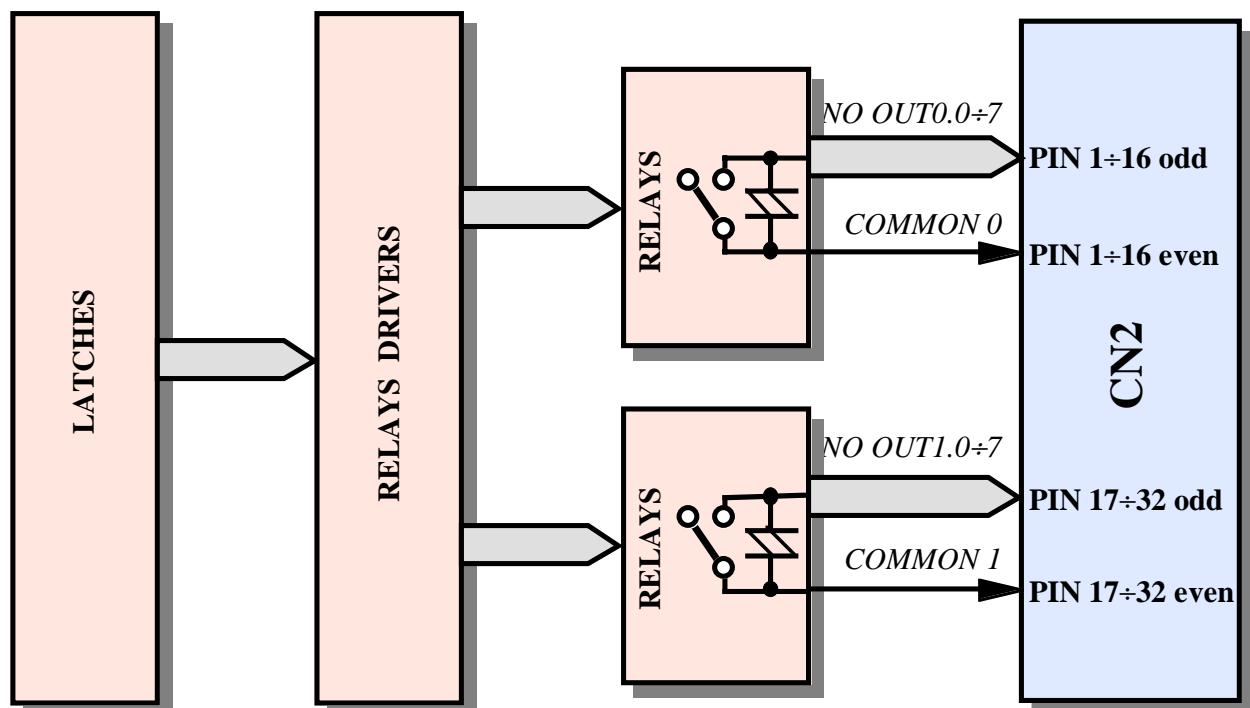 LATCHES
RELAYS DRIVERS
RELAYS
NO OUT0.0÷7
COMMON 0
RELAYS
NO OUT1.0÷7
COMMON 1
PIN 1÷16 odd
PIN 1÷16 even
CN2
PIN 17÷32 odd
PIN 17÷32 even